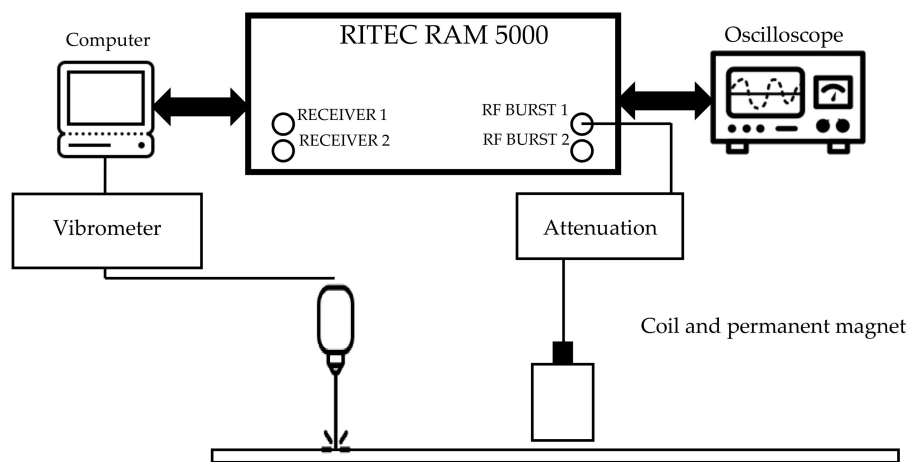 Computer
RITEC RAM 5000
Oscilloscope
RECEIVER 1
RECEIVER 2
RF BURST 1
RF BURST 2
Vibrometer
Attenuation
Coil and permanent magnet